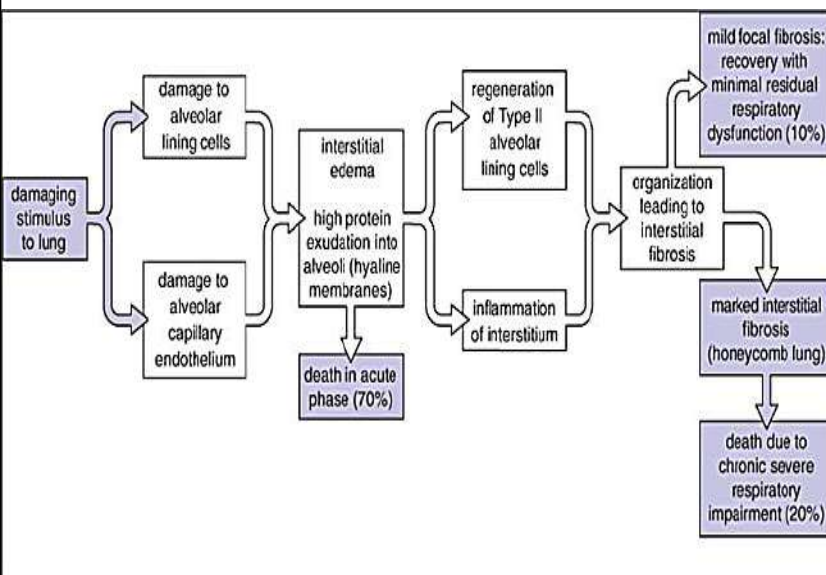 damaging
stimulus
to lung
damage to
alveolar
lining cells
damage to
alveolar
capillary
endothelium
interstitial
edema
high protein
exudation into
alveoli (hyaline
membranes)
death in acute
phase (70%)
regeneration
of Type II
alveolar
lining cells
inflammation
of interstitium
organization
leading to
interstitial
fibrosis
mild focal fibrosis:
recovery with
minimal residual
respiratory
dysfunction (10%)
marked interstitial
fibrosis
(honeycomb lung)
death due to
chronic severe
respiratory
impairment (20%)